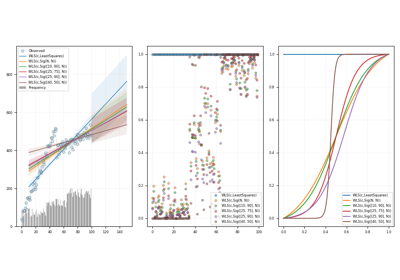 Observed
WLS(c,LeastSquares)
WLS(c,Sig(N, N))
WLS(c,Sig([10, 90], N))
WLS(c,Sig([25, 75], N))
WLS(c,Sig([25, 90], N))
WLS(c,Sig([40, 50], N))
Frequency
0
200
400
600
800
0
20
40
60
80
100
120
140
0.0
0.2
0.4
0.6
0.8
1.0
0
20
40
60
80
100
WLS(c,LeastSquares)
WLS(c,Sig(N, N))
WLS(c,Sig([10, 90], N))
WLS(c,Sig([25, 75], N))
WLS(c,Sig([25, 90], N))
WLS(c,Sig([40, 50], N))
0.0
0.2
0.4
0.6
0.8
1.0
0.0
0.2
0.4
0.6
0.8
1.0
WLS(c,LeastSquares)
WLS(c,Sig(N, N))
WLS(c,Sig([10, 90], N))
WLS(c,Sig([25, 75], N))
WLS(c,Sig([25, 90], N))
WLS(c,Sig([40, 50], N))